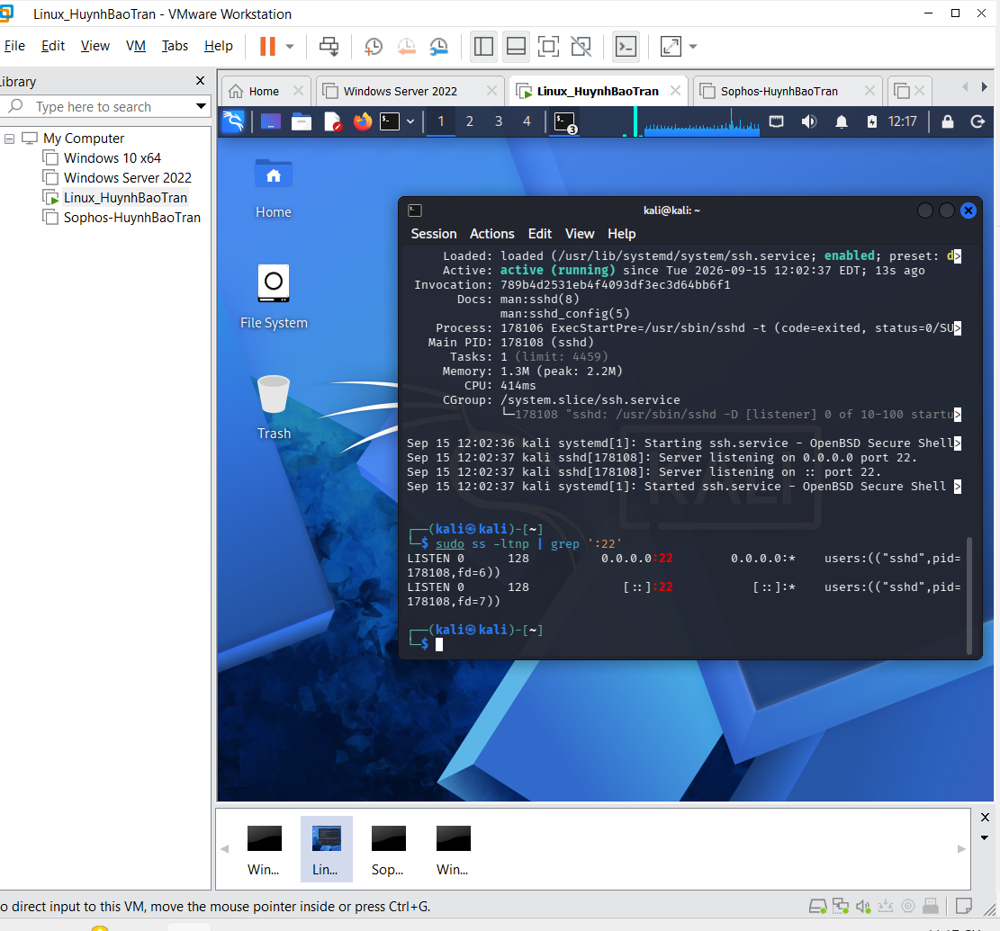 Linux_HuynhBaoTran - VMware Workstation
File Edit View VM Tabs Help
Library
Type here to search
My Computer
Windows 10 x64
Windows Server 2022
Linux_HuynhBaoTran
Sophos-HuynhBaoTran
Home Windows Server 2022 Linux_HuynhBaoTran Sophos-HuynhBaoTran
1 2 3 4 3 12:17
Home
File System
Trash
kali@kali: ~
Session Actions Edit View Help
Loaded: loaded (/usr/lib/systemd/system/ssh.service; enabled; preset: d>
Active: active (running) since Tue 2026-09-15 12:02:37 EDT; 13s ago
Invocation: 789b4d2531eb4f4093df3ec3d64bb6f1
Docs: man:sshd(8)
man:sshd_config(5)
Process: 178106 ExecStartPre=/usr/sbin/sshd -t (code=exited, status=0/SU>
Main PID: 178108 (sshd)
Tasks: 1 (limit: 4459)
Memory: 1.3M (peak: 2.2M)
CPU: 414ms
CGroup: /system.slice/ssh.service
└─178108 "sshd: /usr/sbin/sshd -D [listener] 0 of 10-100 startu>
Sep 15 12:02:36 kali systemd[1]: Starting ssh.service - OpenBSD Secure Shell>
Sep 15 12:02:37 kali sshd[178108]: Server listening on 0.0.0.0 port 22.
Sep 15 12:02:37 kali sshd[178108]: Server listening on :: port 22.
Sep 15 12:02:37 kali systemd[1]: Started ssh.service - OpenBSD Secure Shell >
┌──(kali㉿kali)-[~]
└─$ sudo ss -ltnp | grep ':22'
LISTEN 0 128 0.0.0.0:22 0.0.0.0:* users:(("sshd",pid=
178108,fd=6))
LISTEN 0 128 [::]:22 [::]:* users:(("sshd",pid=
178108,fd=7))
┌──(kali㉿kali)-[~]
└─$
KALI
Win... Lin... Sop... Win...
o direct input to this VM, move the mouse pointer inside or press Ctrl+G.